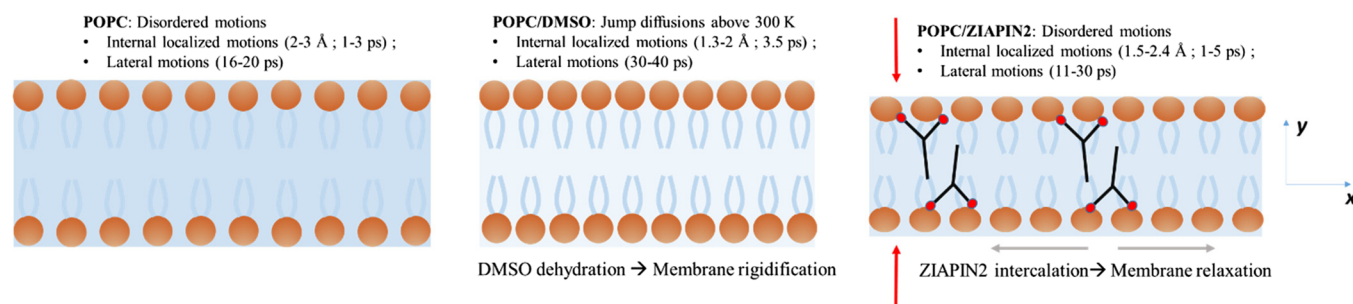 POPC: Disordered motions
• Internal localized motions (2-3 Å ; 1-3 ps) ;
• Lateral motions (16-20 ps)
POPC/DMSO: Jump diffusions above 300 K
• Internal localized motions (1.3-2 Å ; 3.5 ps) ;
• Lateral motions (30-40 ps)
DMSO dehydration → Membrane rigidification
POPC/ZIAPIN2: Disordered motions
• Internal localized motions (1.5-2.4 Å ; 1-5 ps) ;
• Lateral motions (11-30 ps)
y
x
ZIAPIN2 intercalation→ Membrane relaxation